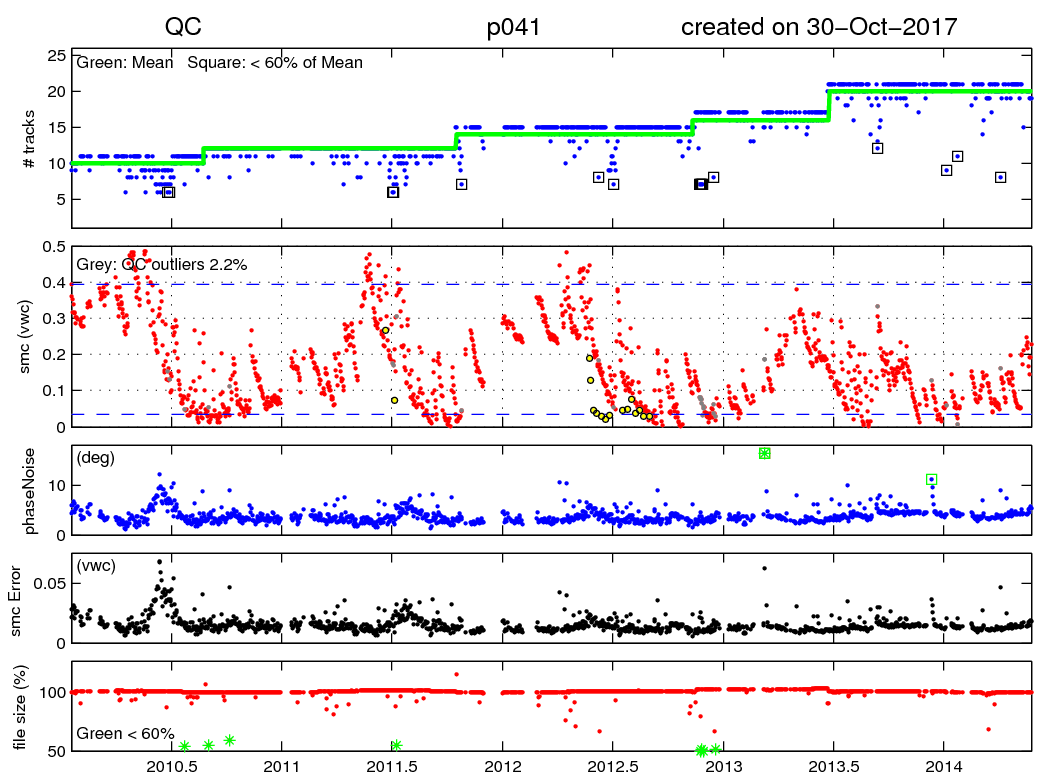 QC p041 created on 30-Oct-2017
25
20
15
10
5
# tracks
Green: Mean Square: < 60% of Mean
0.5
0.4
0.3
0.2
0.1
0
smc (vwc)
Grey: QC outliers 2.2%
10
0
phaseNoise
(deg)
0.05
0
smc Error
(vwc)
100
50
file size (%)
Green < 60%
2010.5 2011 2011.5 2012 2012.5 2013 2013.5 2014